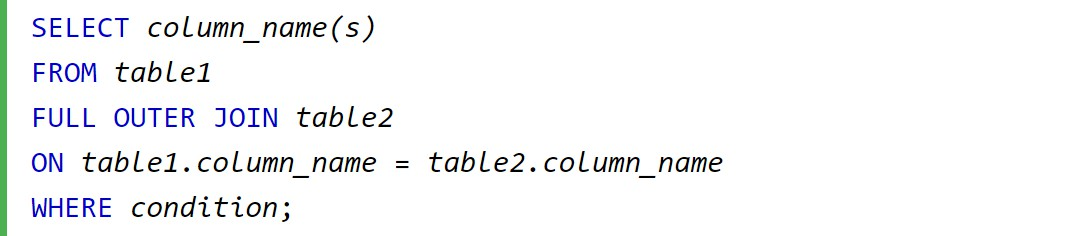 SELECT column_name(s)
FROM table1
FULL OUTER JOIN table2
ON table1.column_name = table2.column_name
WHERE condition;